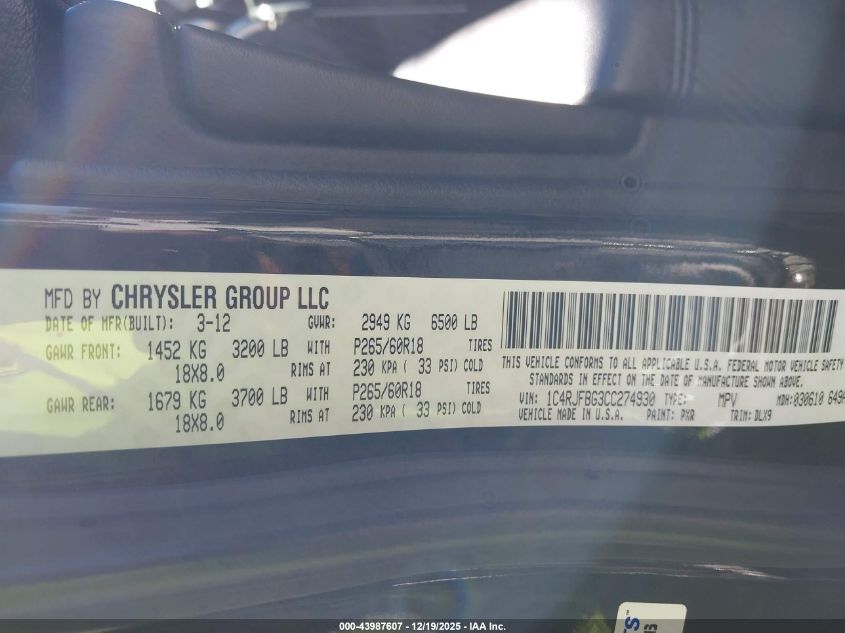 MFD BY CHRYSLER GROUP LLC
DATE OF MFR(BUILT): 3-12 GVWR: 2949 KG 6500 LB
GAWR FRONT: 1452 KG 3200 LB WITH P265/60R18 TIRES
18X8.0 RIMS AT 230 KPA ( 33 PSI) COLD
GAWR REAR: 1679 KG 3700 LB WITH P265/60R18 TIRES
18X8.0 RIMS AT 230 KPA ( 33 PSI) COLD
THIS VEHICLE CONFORMS TO ALL APPLICABLE U.S.A. FEDERAL MOTOR VEHICLE SAFETY
STANDARDS IN EFFECT ON THE DATE OF MANUFACTURE SHOWN ABOVE.
VIN: 1C4RJFBG3CC274930 TYPE: MPV MDH: 030610 649A
VEHICLE MADE IN U.S.A. PAINT: PXR TRIM: DLX9
000-43987607 - 12/19/2025 - IAA Inc.